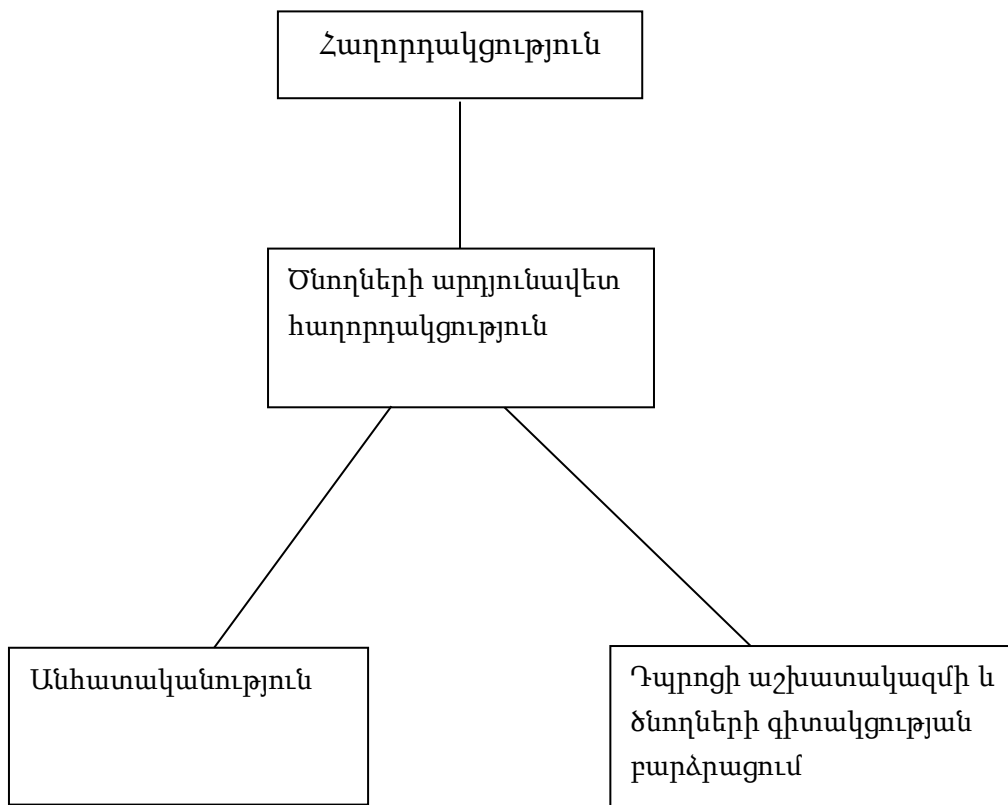 Հաղորդակցություն
Ծնողների արդյունավետ
հաղորդակցություն
Անհատականություն
Դպրոցի աշխատակազմի և
ծնողների գիտակցության
բարձրացում